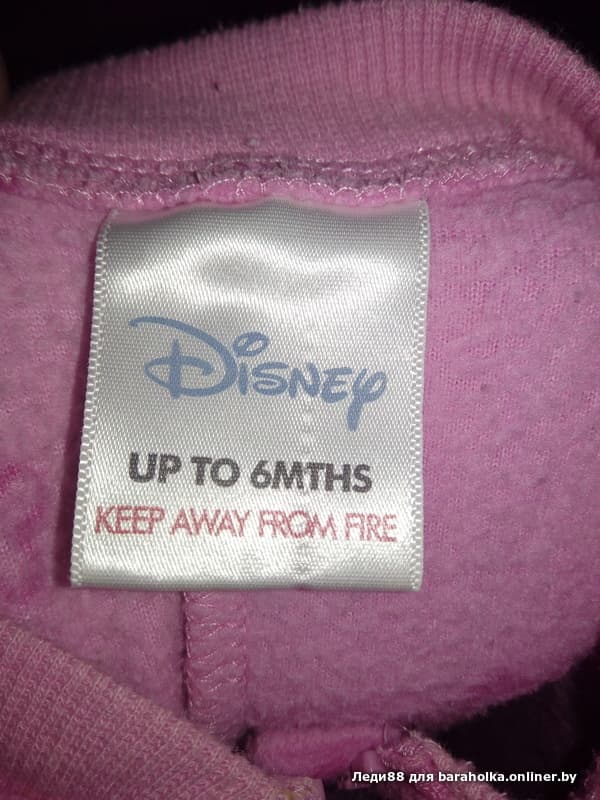 Disney
UP TO 6MTHS
KEEP AWAY FROM FIRE
Леди88 для baraholka.onliner.by